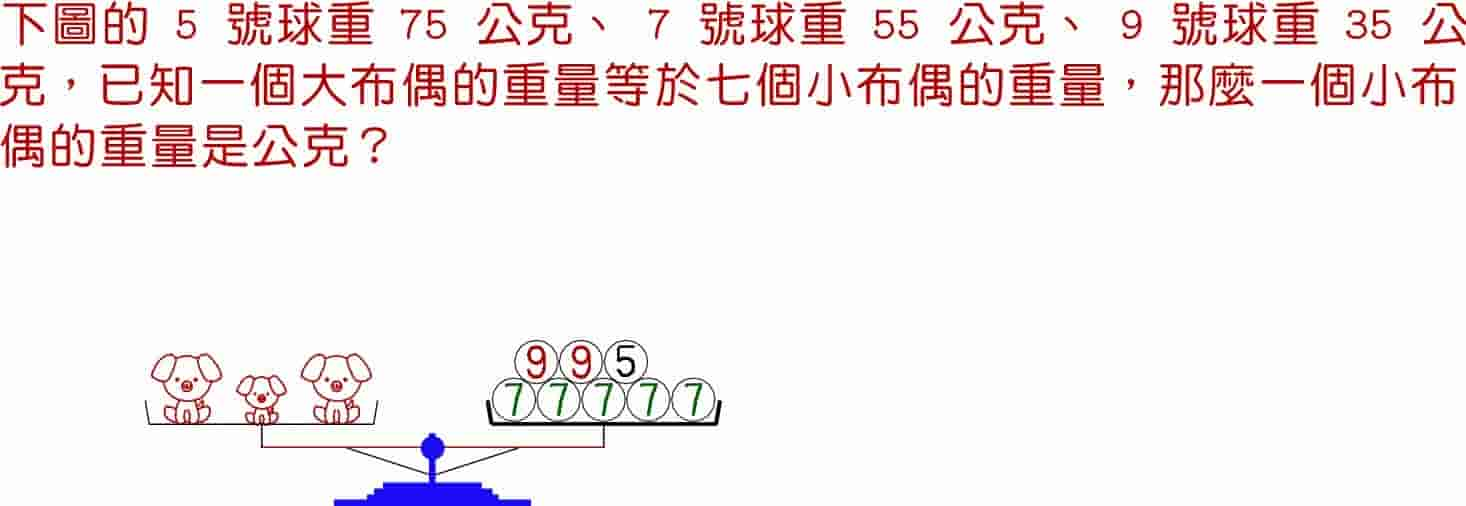 下圖的 5 號球重 75 公克、 7 號球重 55 公克、 9 號球重 35 公
克，已知一個大布偶的重量等於七個小布偶的重量，那麼一個小布
偶的重量是公克？
9 9 5
7 7 7 7 7